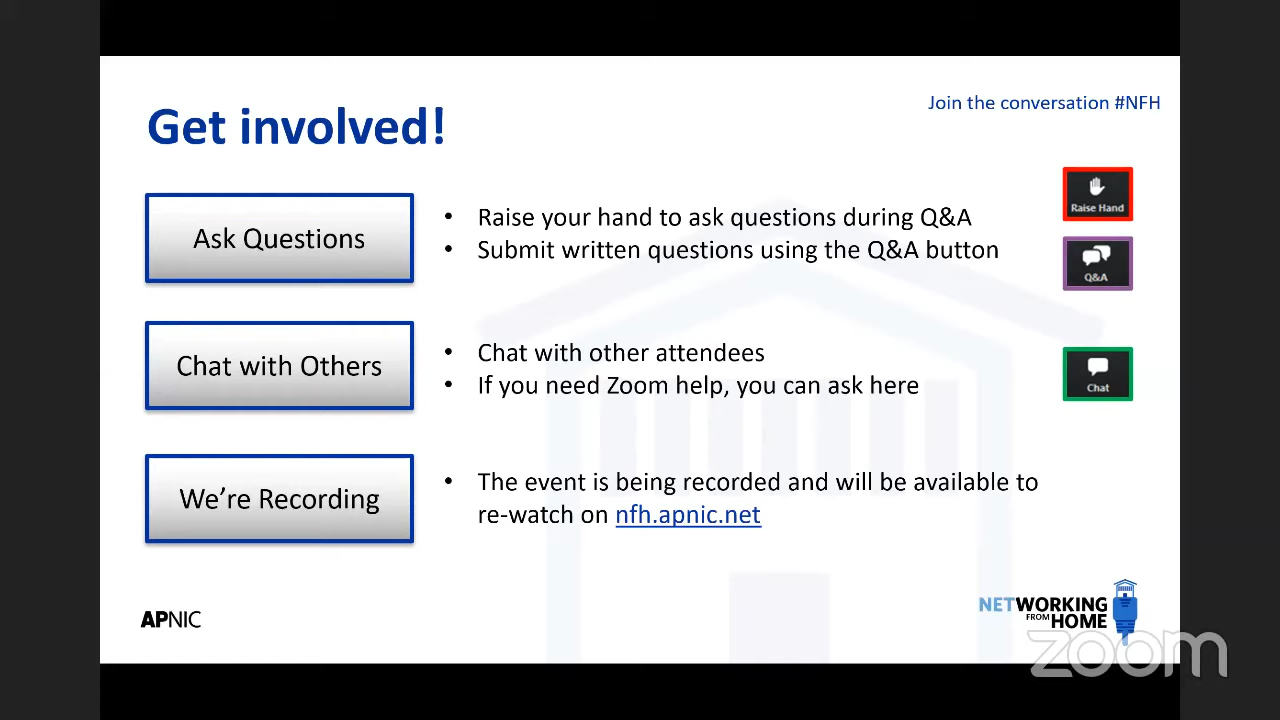 Join the conversation #NFH
Get involved!
Ask Questions
• Raise your hand to ask questions during Q&A
• Submit written questions using the Q&A button
Raise Hand
Q&A
Chat with Others
• Chat with other attendees
• If you need Zoom help, you can ask here
Chat
We’re Recording
• The event is being recorded and will be available to
re-watch on nfh.apnic.net
APNIC
NETWORKING
FROM HOME
zoom